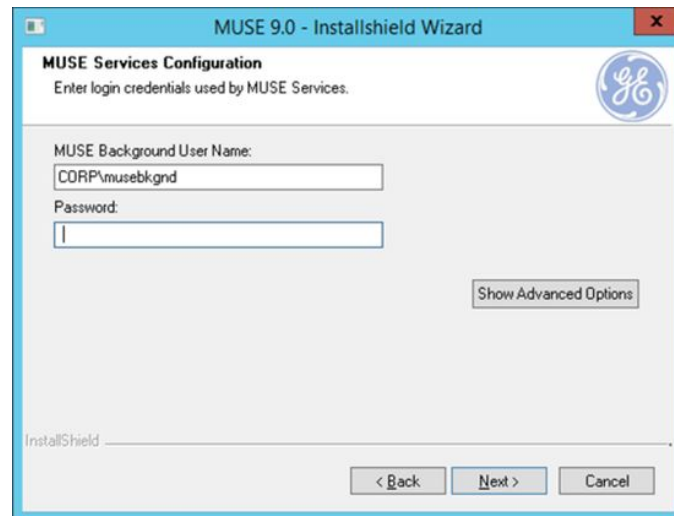 MUSE 9.0 - Installshield Wizard
x
MUSE Services Configuration
Enter login credentials used by MUSE Services.
GE
MUSE Background User Name:
CORP\musebkgnd
Password:
Show Advanced Options
InstallShield
< Back
Next >
Cancel